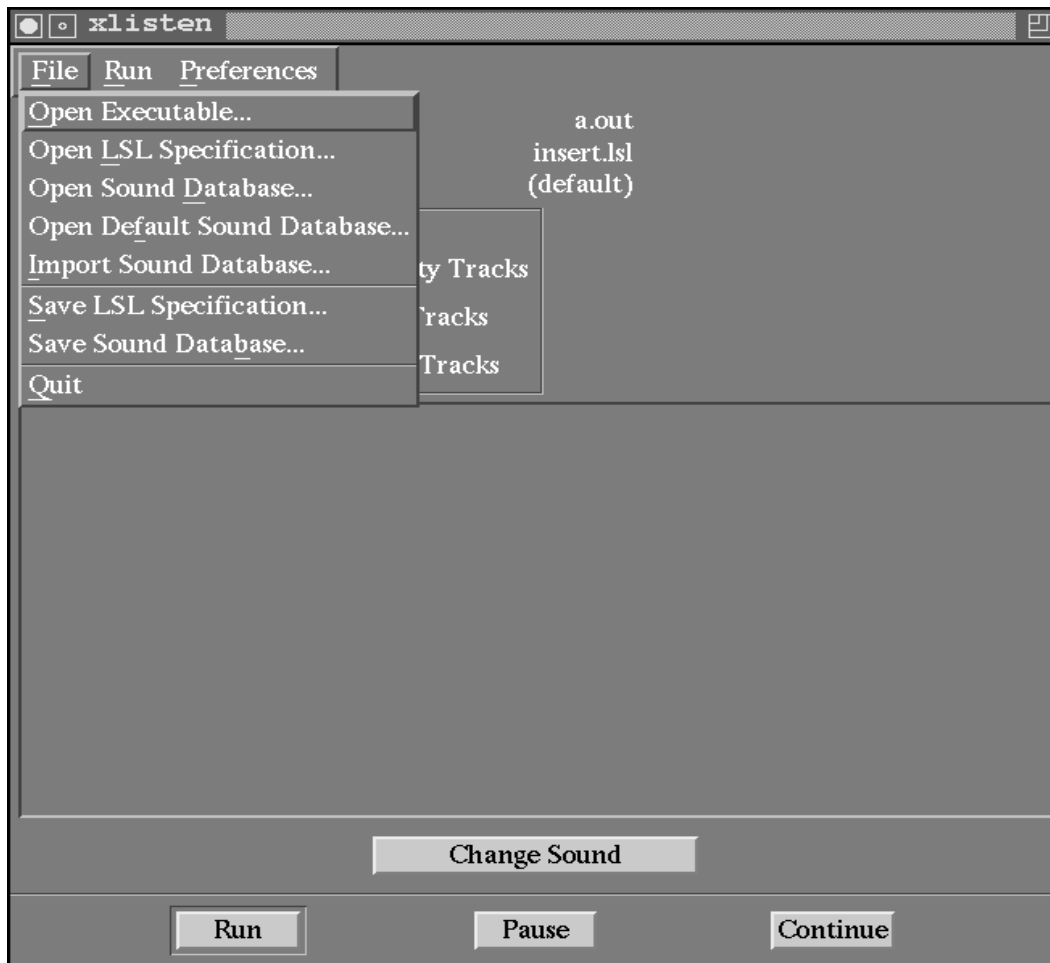 xlisten
File Run Preferences
Open Executable...
a.out
Open LSL Specification...
insert.lsl
Open Sound Database...
(default)
Open Default Sound Database...
Import Sound Database...
Tracks
Save LSL Specification...
Tracks
Save Sound Database...
Tracks
Quit
Change Sound
Run Pause Continue